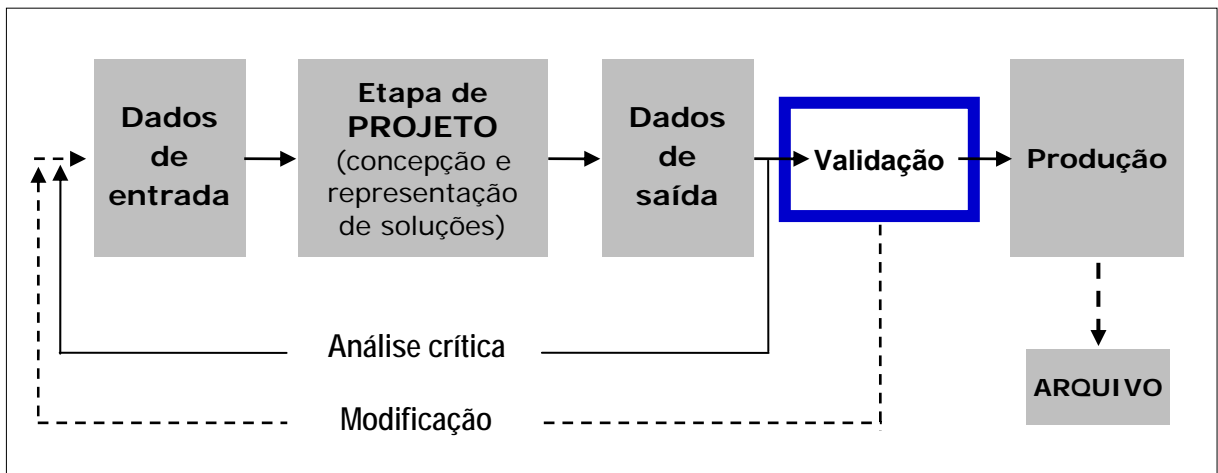 Dados
de
entrada
Etapa de
PROJETO
(concepção e
representação
de soluções)
Dados
de
saída
Validação
Produção
Análise crítica
Modificação
ARQUIVO